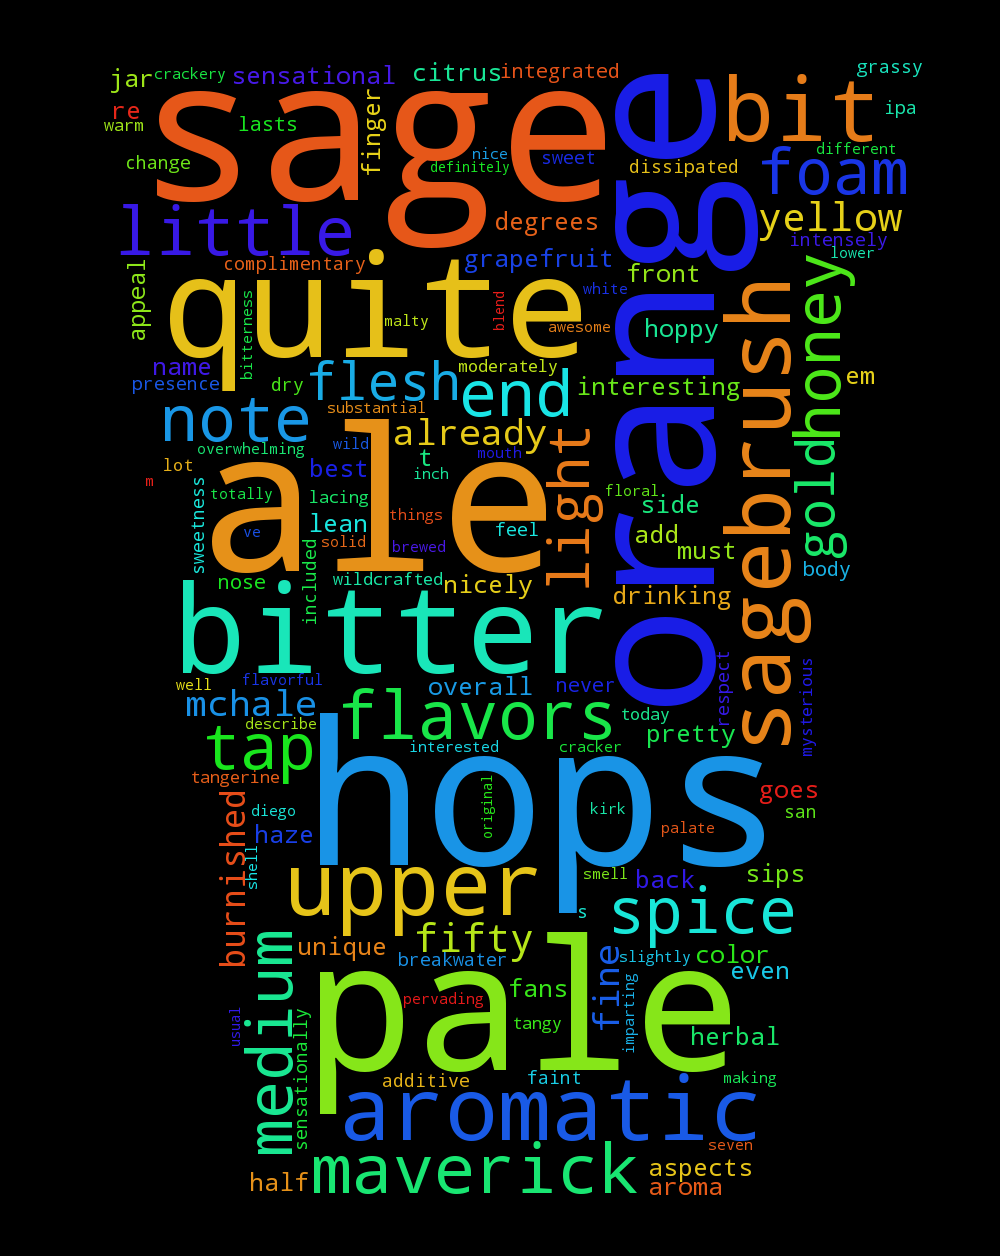 grassy
citrus
integrated
jar
crackery
sensational
sage
bit
ipa
re
warm
lasts
finger
orange
different
change
nice
definitely
sweet
dissipated
foam
little
degrees
yellow
intensely
lower
complimentary
grapefruit
front
appeal
quite
white
bitterness
malty
blend
awesome
hoppy
sagebrush
goldhoney
name
presence
dry
flesh
moderately
end
interesting
em
note
substantial
already
light
overwhelming
wild
mouth
lot
best
t
inch
m
ale
sweetness
totally
lacing
floral
side
things
lean
feel
add
ve
solid
brewed
must
included
nose
wildcrafted
nicely
body
bitter
drinking
well
flavorful
overall
never
respect
mysterious
mchale
flavors
today
describe
tap
pretty
interested
cracker
hops
tangerine
goes
burnished
diego
original
kirk
san
haze
palate
shell
upper
smell
back
sips
s
spice
fifty
unique
breakwater
fine
slightly
color
even
medium
pale
pervading
fans
imparting
usual
tangy
herbal
sensationally
additive
faint
making
aromatic
seven
maverick
aspects
half
aroma